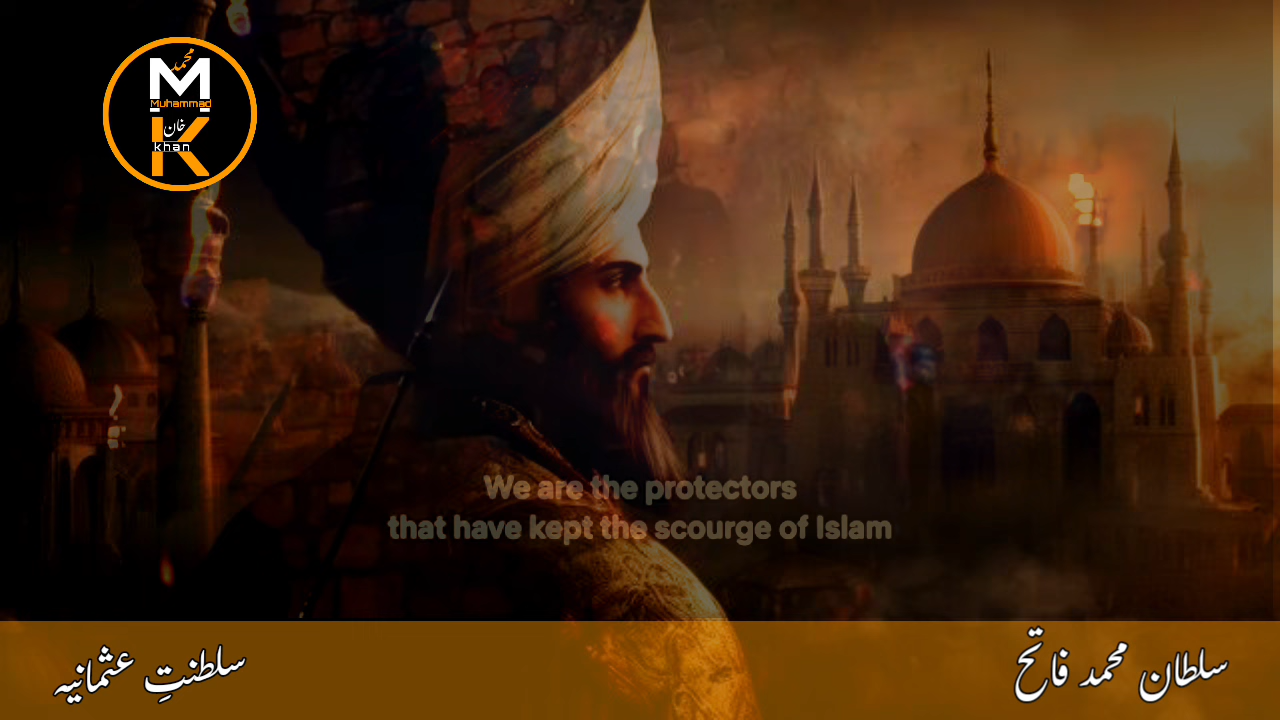 محمد
M
Muhammad
خان
khan
K
We are the protectors
that have kept the scourge of Islam
سلطان محمد فاتح
سلطنتِ عثمانیہ